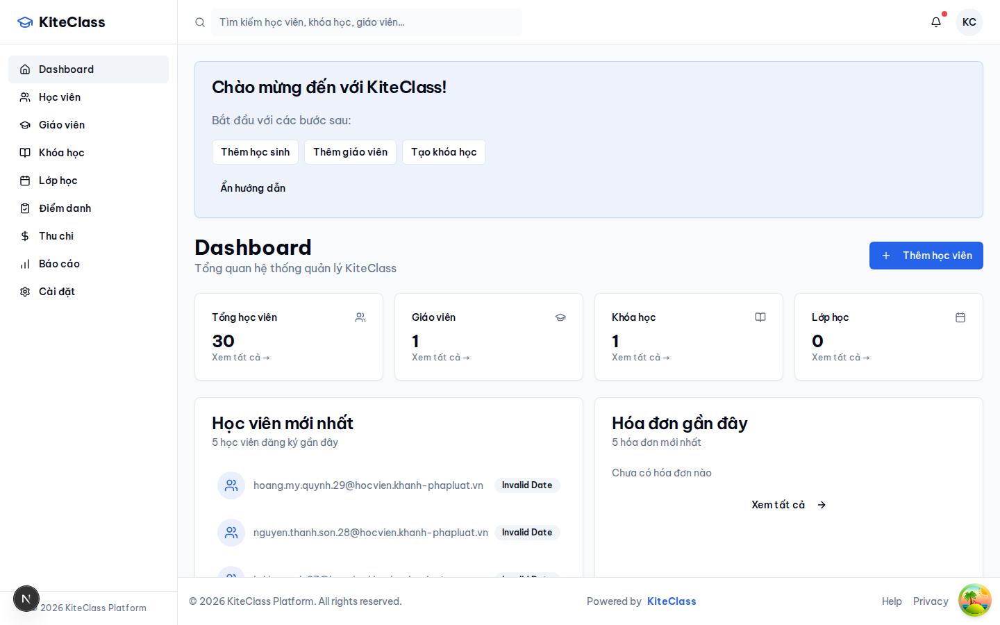 KiteClass
Tìm kiếm học viên, khóa học, giáo viên...
KC
Dashboard
Học viên
Giáo viên
Khóa học
Lớp học
Điểm danh
Thu chi
Báo cáo
Cài đặt
Chào mừng đến với KiteClass!
Bắt đầu với các bước sau:
Thêm học sinh
Thêm giáo viên
Tạo khóa học
Ẩn hướng dẫn
Dashboard
Tổng quan hệ thống quản lý KiteClass
Thêm học viên
Tổng học viên
30
Xem tất cả →
Giáo viên
1
Xem tất cả →
Khóa học
1
Xem tất cả →
Lớp học
0
Xem tất cả →
Học viên mới nhất
5 học viên đăng ký gần đây
hoang.my.quynh.29@hocvien.khanh-phapluat.vn
Invalid Date
nguyen.thanh.son.28@hocvien.khanh-phapluat.vn
Invalid Date
Hóa đơn gần đây
5 hóa đơn mới nhất
Chưa có hóa đơn nào
Xem tất cả →
N
2026 KiteClass Platform
© 2026 KiteClass Platform. All rights reserved.
Powered by KiteClass
Help
Privacy